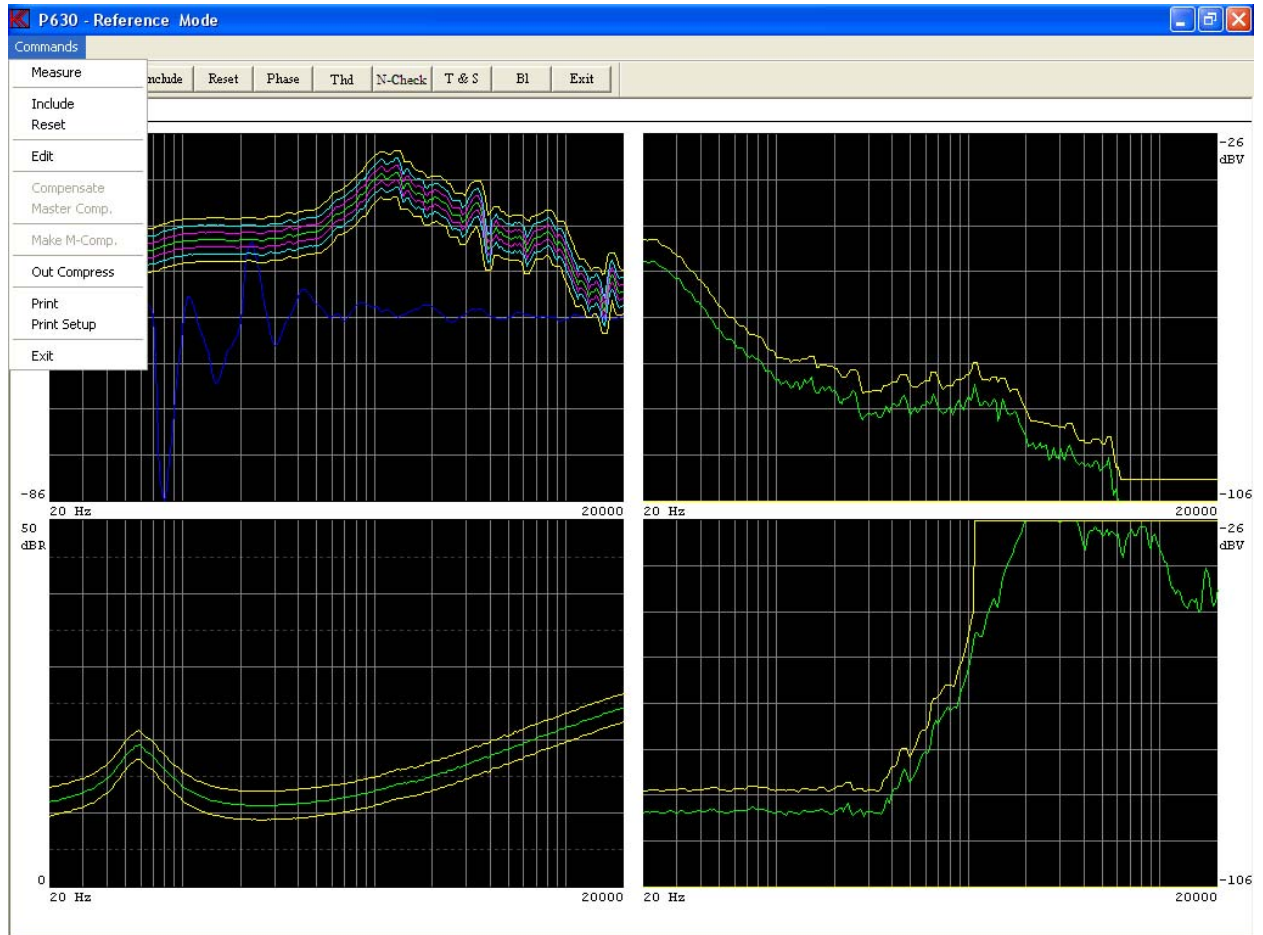 P630 - Reference Mode
Commands
Measure
Include
Reset
Edit
Compensate
Master Comp.
Make M-Comp.
Out Compress
Print
Print Setup
Exit
Reset Phase Thd N-Check T & S Bl Exit
-26
dBV
-86
-106
20 Hz 20000 20 Hz 20000
50
dBR
-26
dBV
0
-106
20 Hz 20000 20 Hz 20000